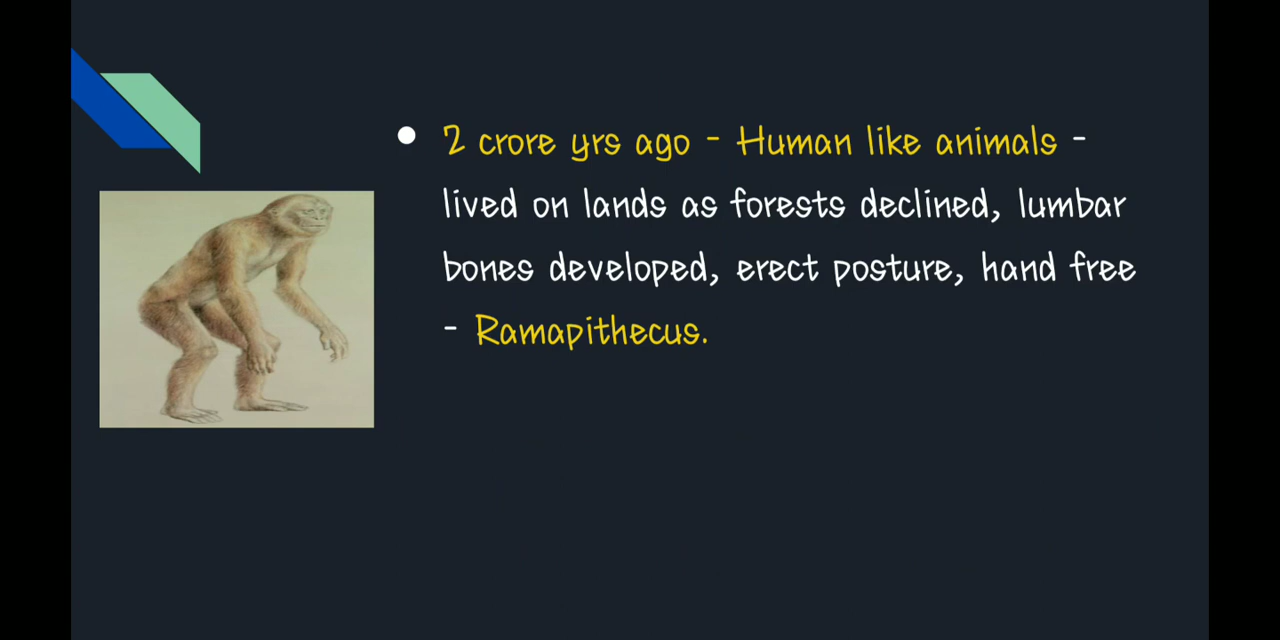 2 crore yrs ago - Human like animals -
lived on lands as forests declined, lumbar
bones developed, erect posture, hand free
- Ramapithecus.